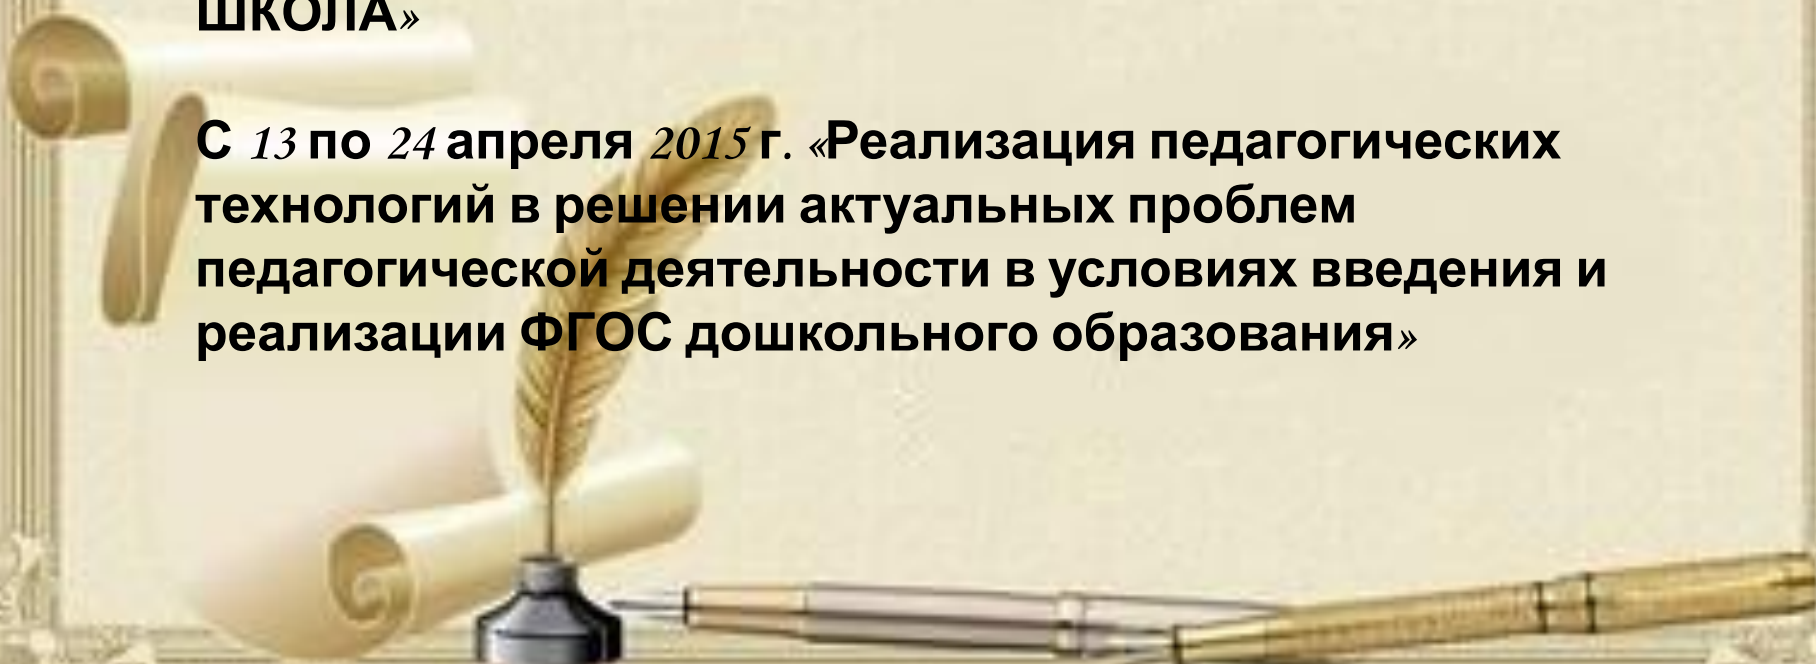 ШКОЛА»
С 13 по 24 апреля 2015 г. «Реализация педагогических
технологий в решении актуальных проблем
педагогической деятельности в условиях введения и
реализации ФГОС дошкольного образования»